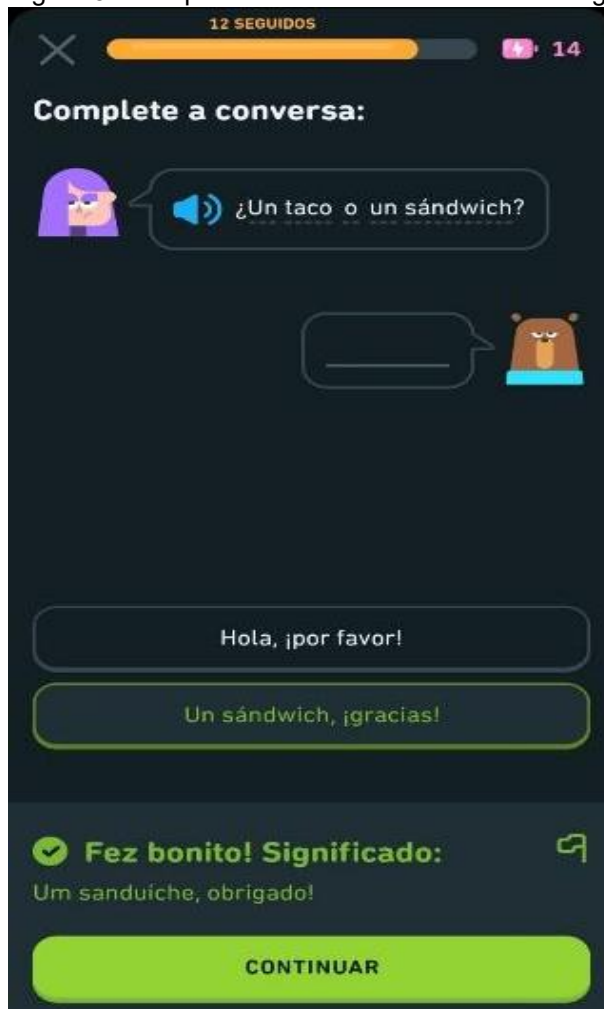 12 SEGUIDOS
14
Complete a conversa:
¿Un taco o un sándwich?
Hola, ¡por favor!
Un sándwich, ¡gracias!
Fez bonito! Significado:
Um sanduíche, obrigado!
CONTINUAR